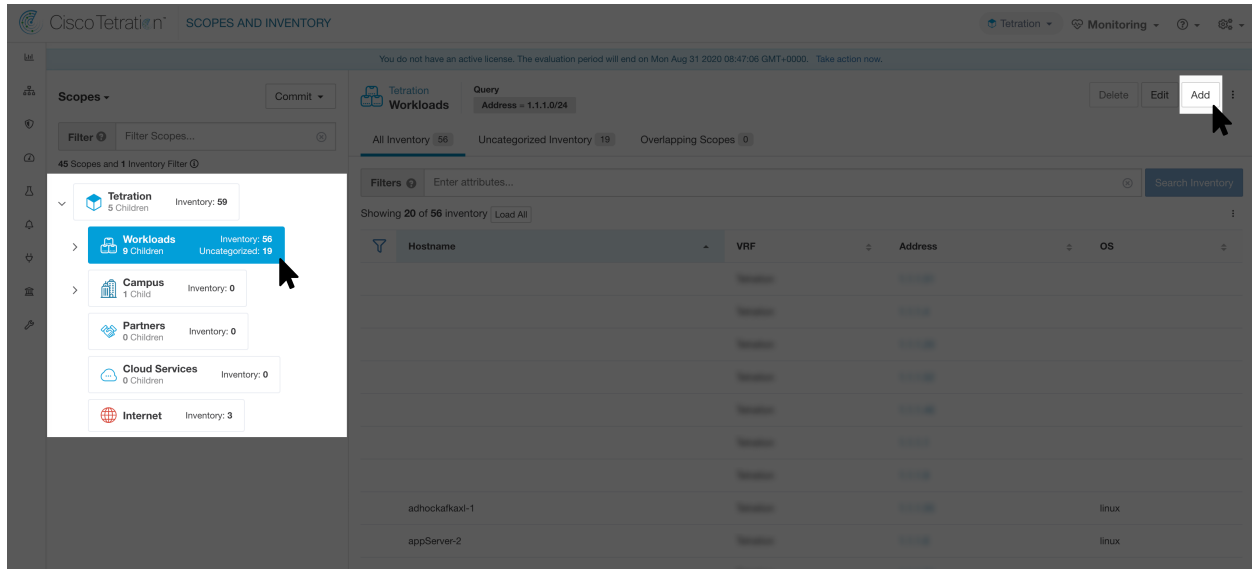 Cisco Tetration™ SCOPES AND INVENTORY Tetration Monitoring
You do not have an active license. The evaluation period will end on Mon Aug 31 2020 08:47:06 GMT+0000. Take action now.
Scopes
Commit
Filter Filter Scopes...
45 Scopes and 1 Inventory Filter
Tetration
5 Children
Inventory: 59
Workloads
9 Children
Inventory: 56
Uncategorized: 19
Campus
1 Child
Inventory: 0
Partners
0 Children
Inventory: 0
Cloud Services
0 Children
Inventory: 0
Internet
Inventory: 3
Tetration
Workloads
Query
Address = 1.1.1.0/24
Delete Edit Add
All Inventory 56 Uncategorized Inventory 19 Overlapping Scopes 0
Filters Enter attributes... Search Inventory
Showing 20 of 56 inventory Load All
Hostname VRF Address OS
adhockafkaxl-1 linux
appServer-2 linux